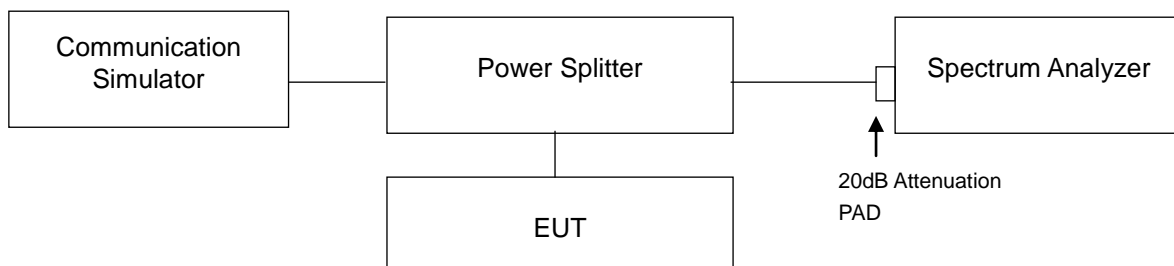 Communication
Simulator
Power Splitter
Spectrum Analyzer
20dB Attenuation
PAD
EUT